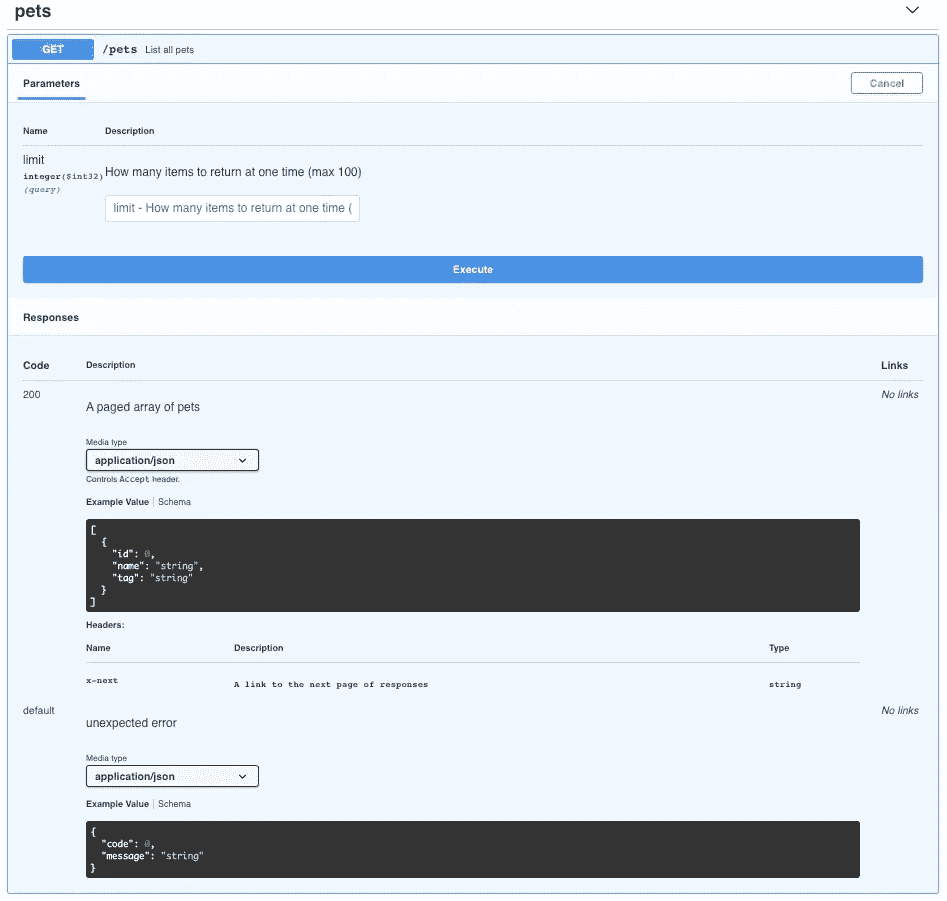 pets
GET /pets List all pets
Parameters Cancel
Name Description
limit
integer($int32)
(query)
How many items to return at one time (max 100)
limit - How many items to return at one time (
Execute
Responses
Code Description Links
200 No links
A paged array of pets
Media type
application/json
Controls Accept header.
Example Value | Schema
[
  {
    "id": 0,
    "name": "string",
    "tag": "string"
  }
]
Headers:
Name Description Type
x-next A link to the next page of responses string
default No links
unexpected error
Media type
application/json
Example Value | Schema
{
  "code": 0,
  "message": "string"
}